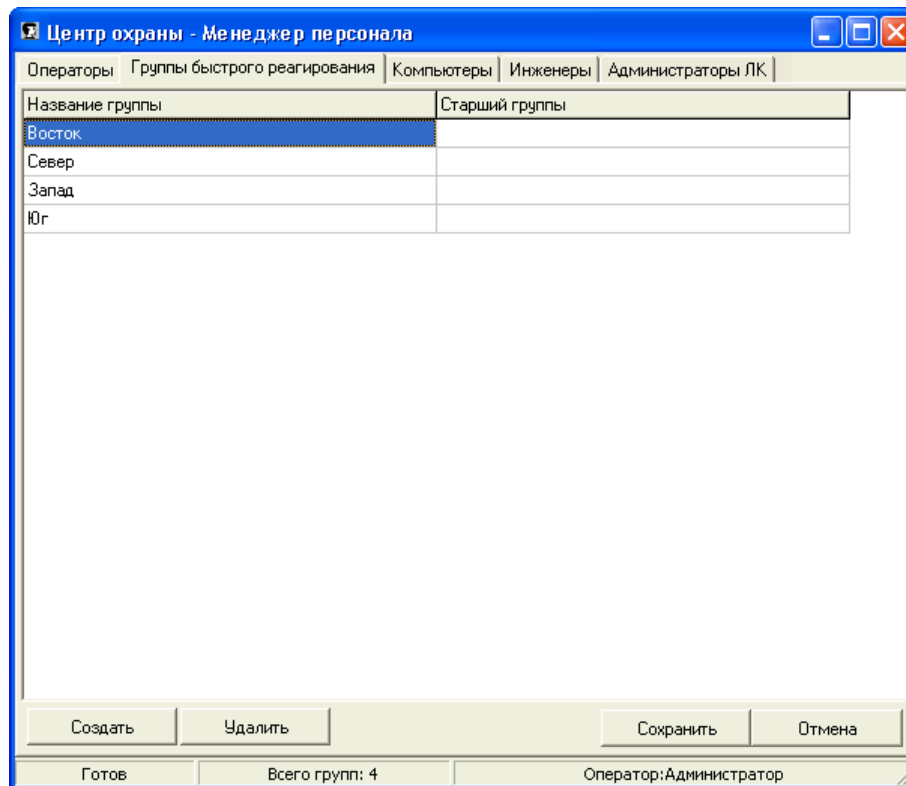 Центр охраны - Менеджер персонала
Операторы Группы быстрого реагирования Компьютеры Инженеры Администраторы ЛК
Название группы Старший группы
Восток
Север
Запад
Юг
Создать Удалить Сохранить Отмена
Готов Всего групп: 4 Оператор:Администратор